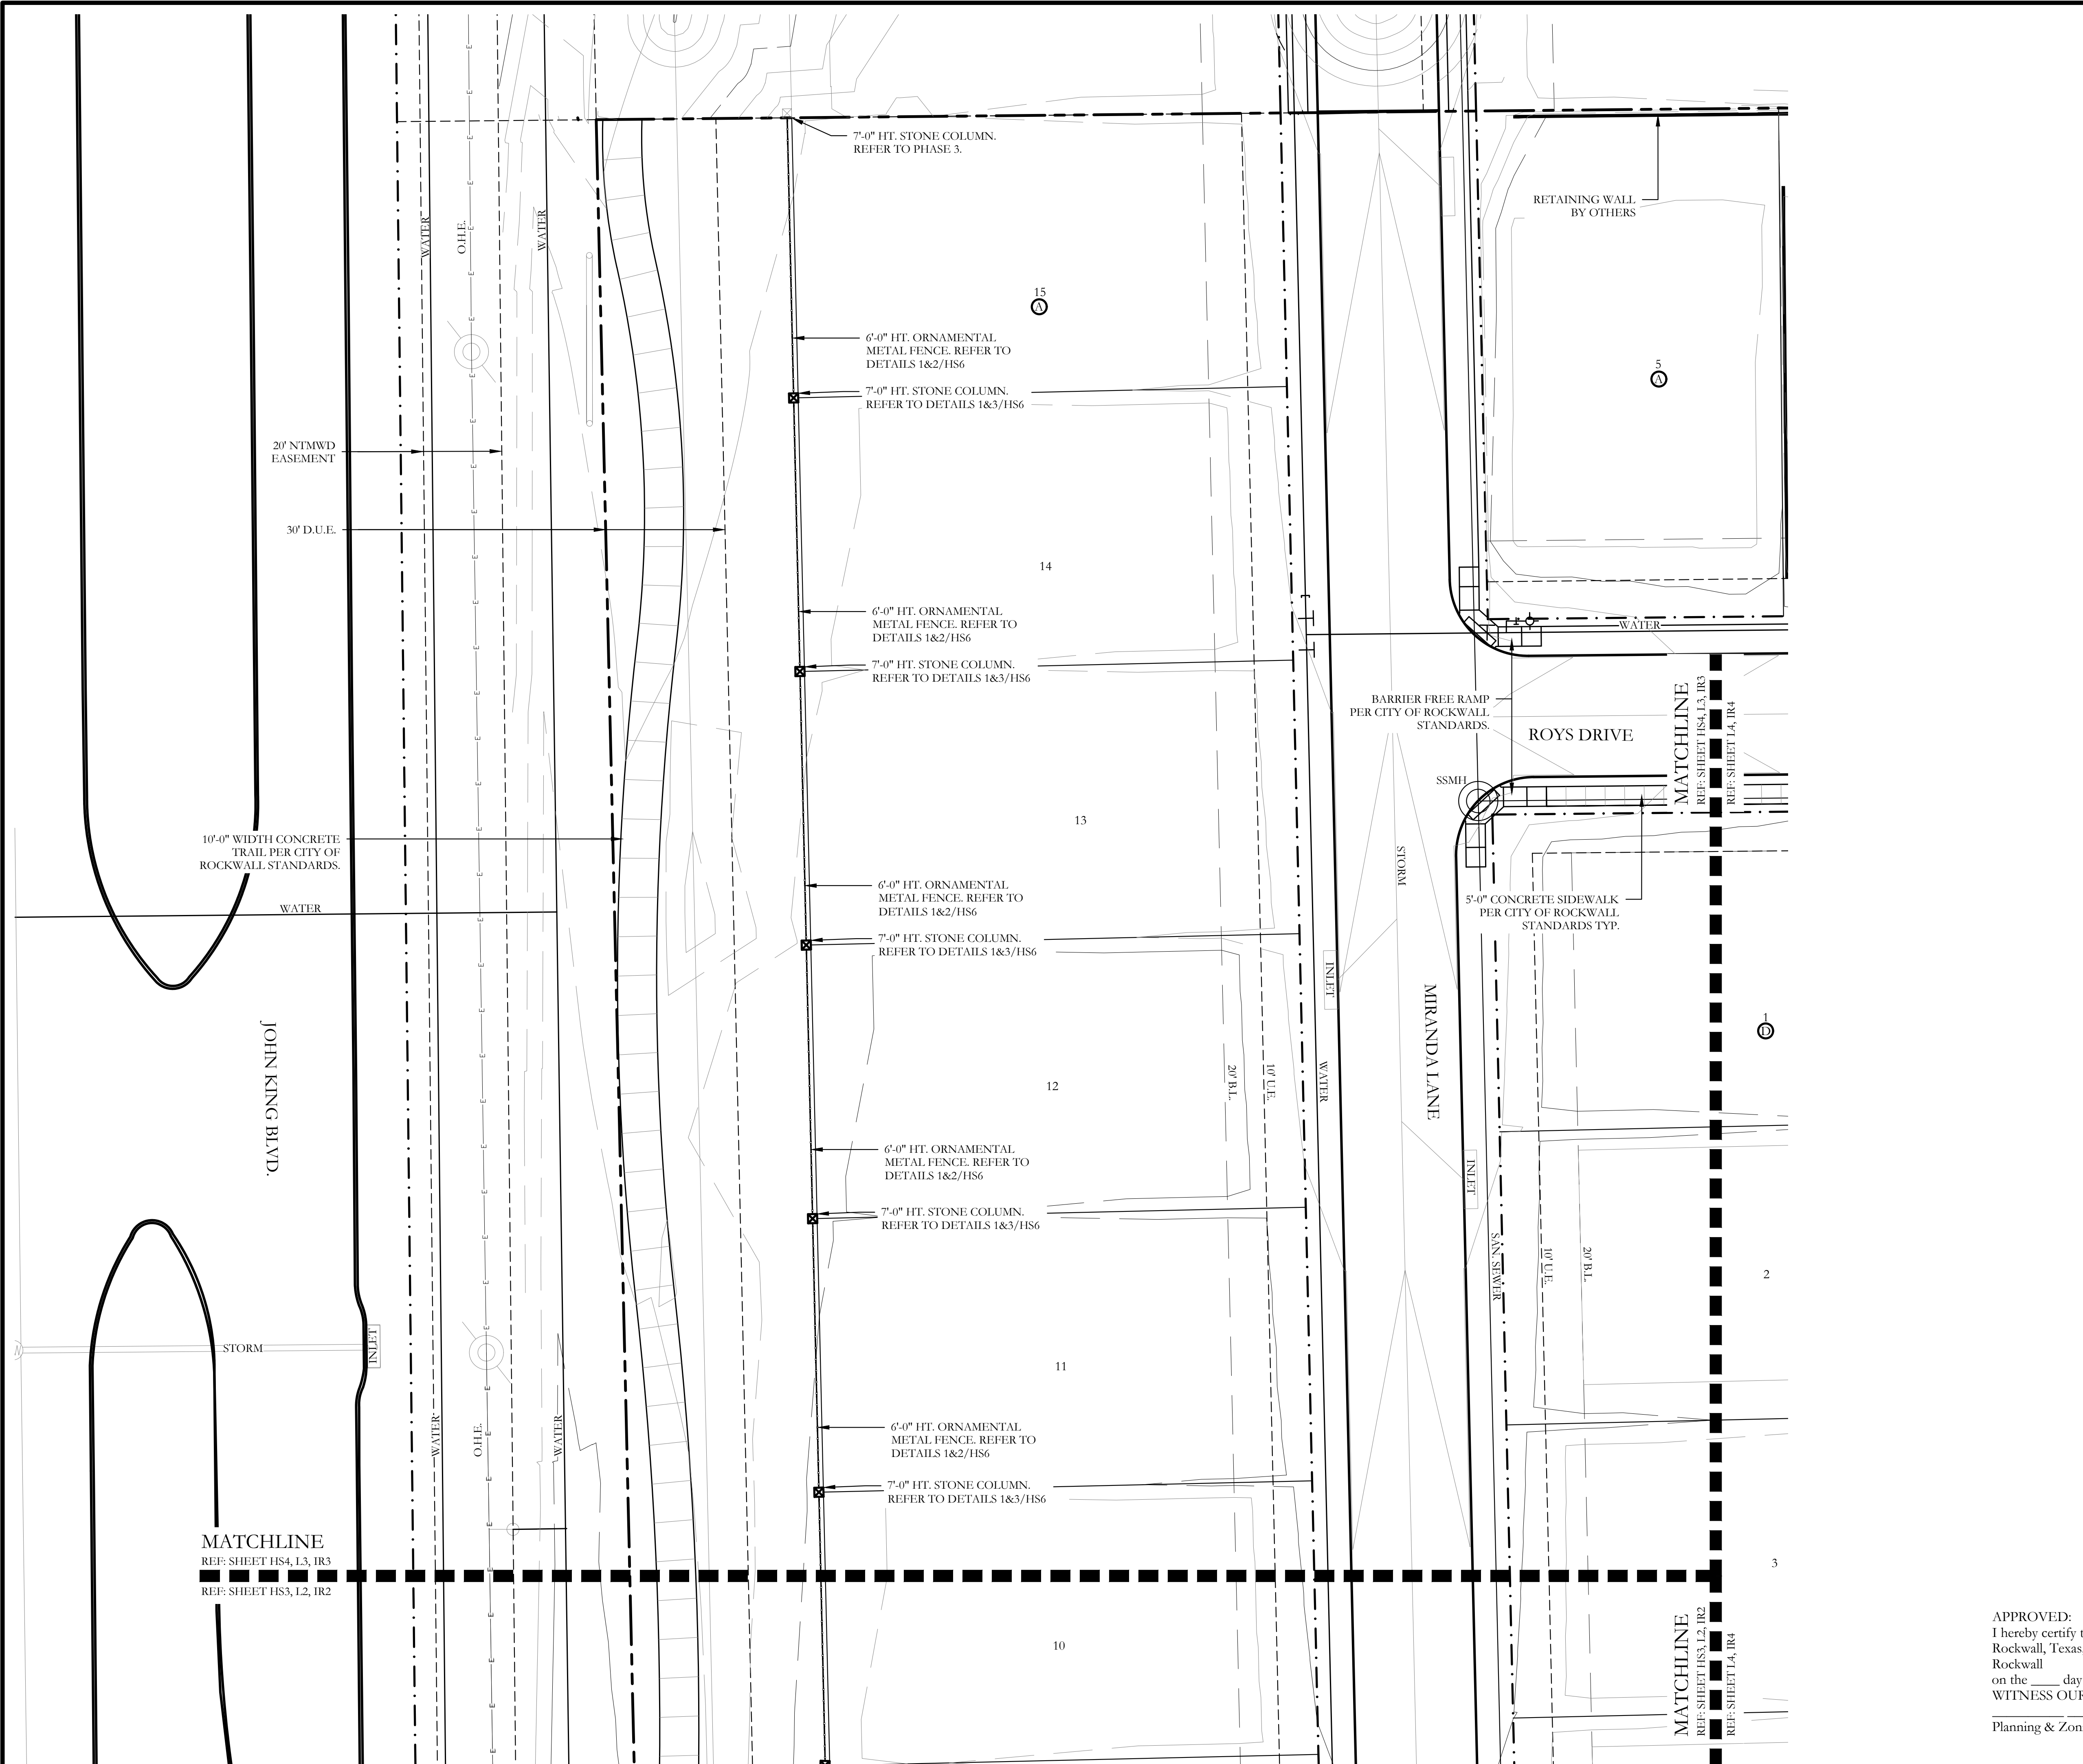 7'-0" HT. STONE COLUMN.
REFER TO PHASE 3.
RETAINING WALL
BY OTHERS
WATER
O.H.E.
WATER
15
A
5
A
6'-0" HT. ORNAMENTAL
METAL FENCE. REFER TO
DETAILS 1&2/HS6
7'-0" HT. STONE COLUMN.
REFER TO DETAILS 1&3/HS6
20' NTMWD
EASEMENT
30' D.U.E.
14
6'-0" HT. ORNAMENTAL
METAL FENCE. REFER TO
DETAILS 1&2/HS6
WATER
7'-0" HT. STONE COLUMN.
REFER TO DETAILS 1&3/HS6
BARRIER FREE RAMP
PER CITY OF ROCKWALL
STANDARDS.
ROYS DRIVE
MATCHLINE
REF: SHEET HS4, L3, IR3
REF: SHEET L4, IR4
SSMH
10'-0" WIDTH CONCRETE
TRAIL PER CITY OF
ROCKWALL STANDARDS.
13
STORM
6'-0" HT. ORNAMENTAL
METAL FENCE. REFER TO
DETAILS 1&2/HS6
5'-0" CONCRETE SIDEWALK
PER CITY OF ROCKWALL
STANDARDS TYP.
WATER
7'-0" HT. STONE COLUMN.
REFER TO DETAILS 1&3/HS6
INLET
JOHN KING BLVD.
MIRANDA LANE
1
D
12
20' B.L.
10' U.E.
WATER
6'-0" HT. ORNAMENTAL
METAL FENCE. REFER TO
DETAILS 1&2/HS6
INLET
7'-0" HT. STONE COLUMN.
REFER TO DETAILS 1&3/HS6
SAN. SEWER
10' U.E.
20' B.L.
2
STORM
INLET
11
WATER
O.H.E.
WATER
6'-0" HT. ORNAMENTAL
METAL FENCE. REFER TO
DETAILS 1&2/HS6
7'-0" HT. STONE COLUMN.
REFER TO DETAILS 1&3/HS6
MATCHLINE
REF: SHEET HS4, L3, IR3
REF: SHEET HS3, L2, IR2
3
10
MATCHLINE
REF: SHEET HS3, L2, IR2
REF: SHEET L4, IR4
APPROVED:
I hereby certify t
Rockwall, Texas
Rockwall
on the ____ day
WITNESS OUR
Planning & Zon